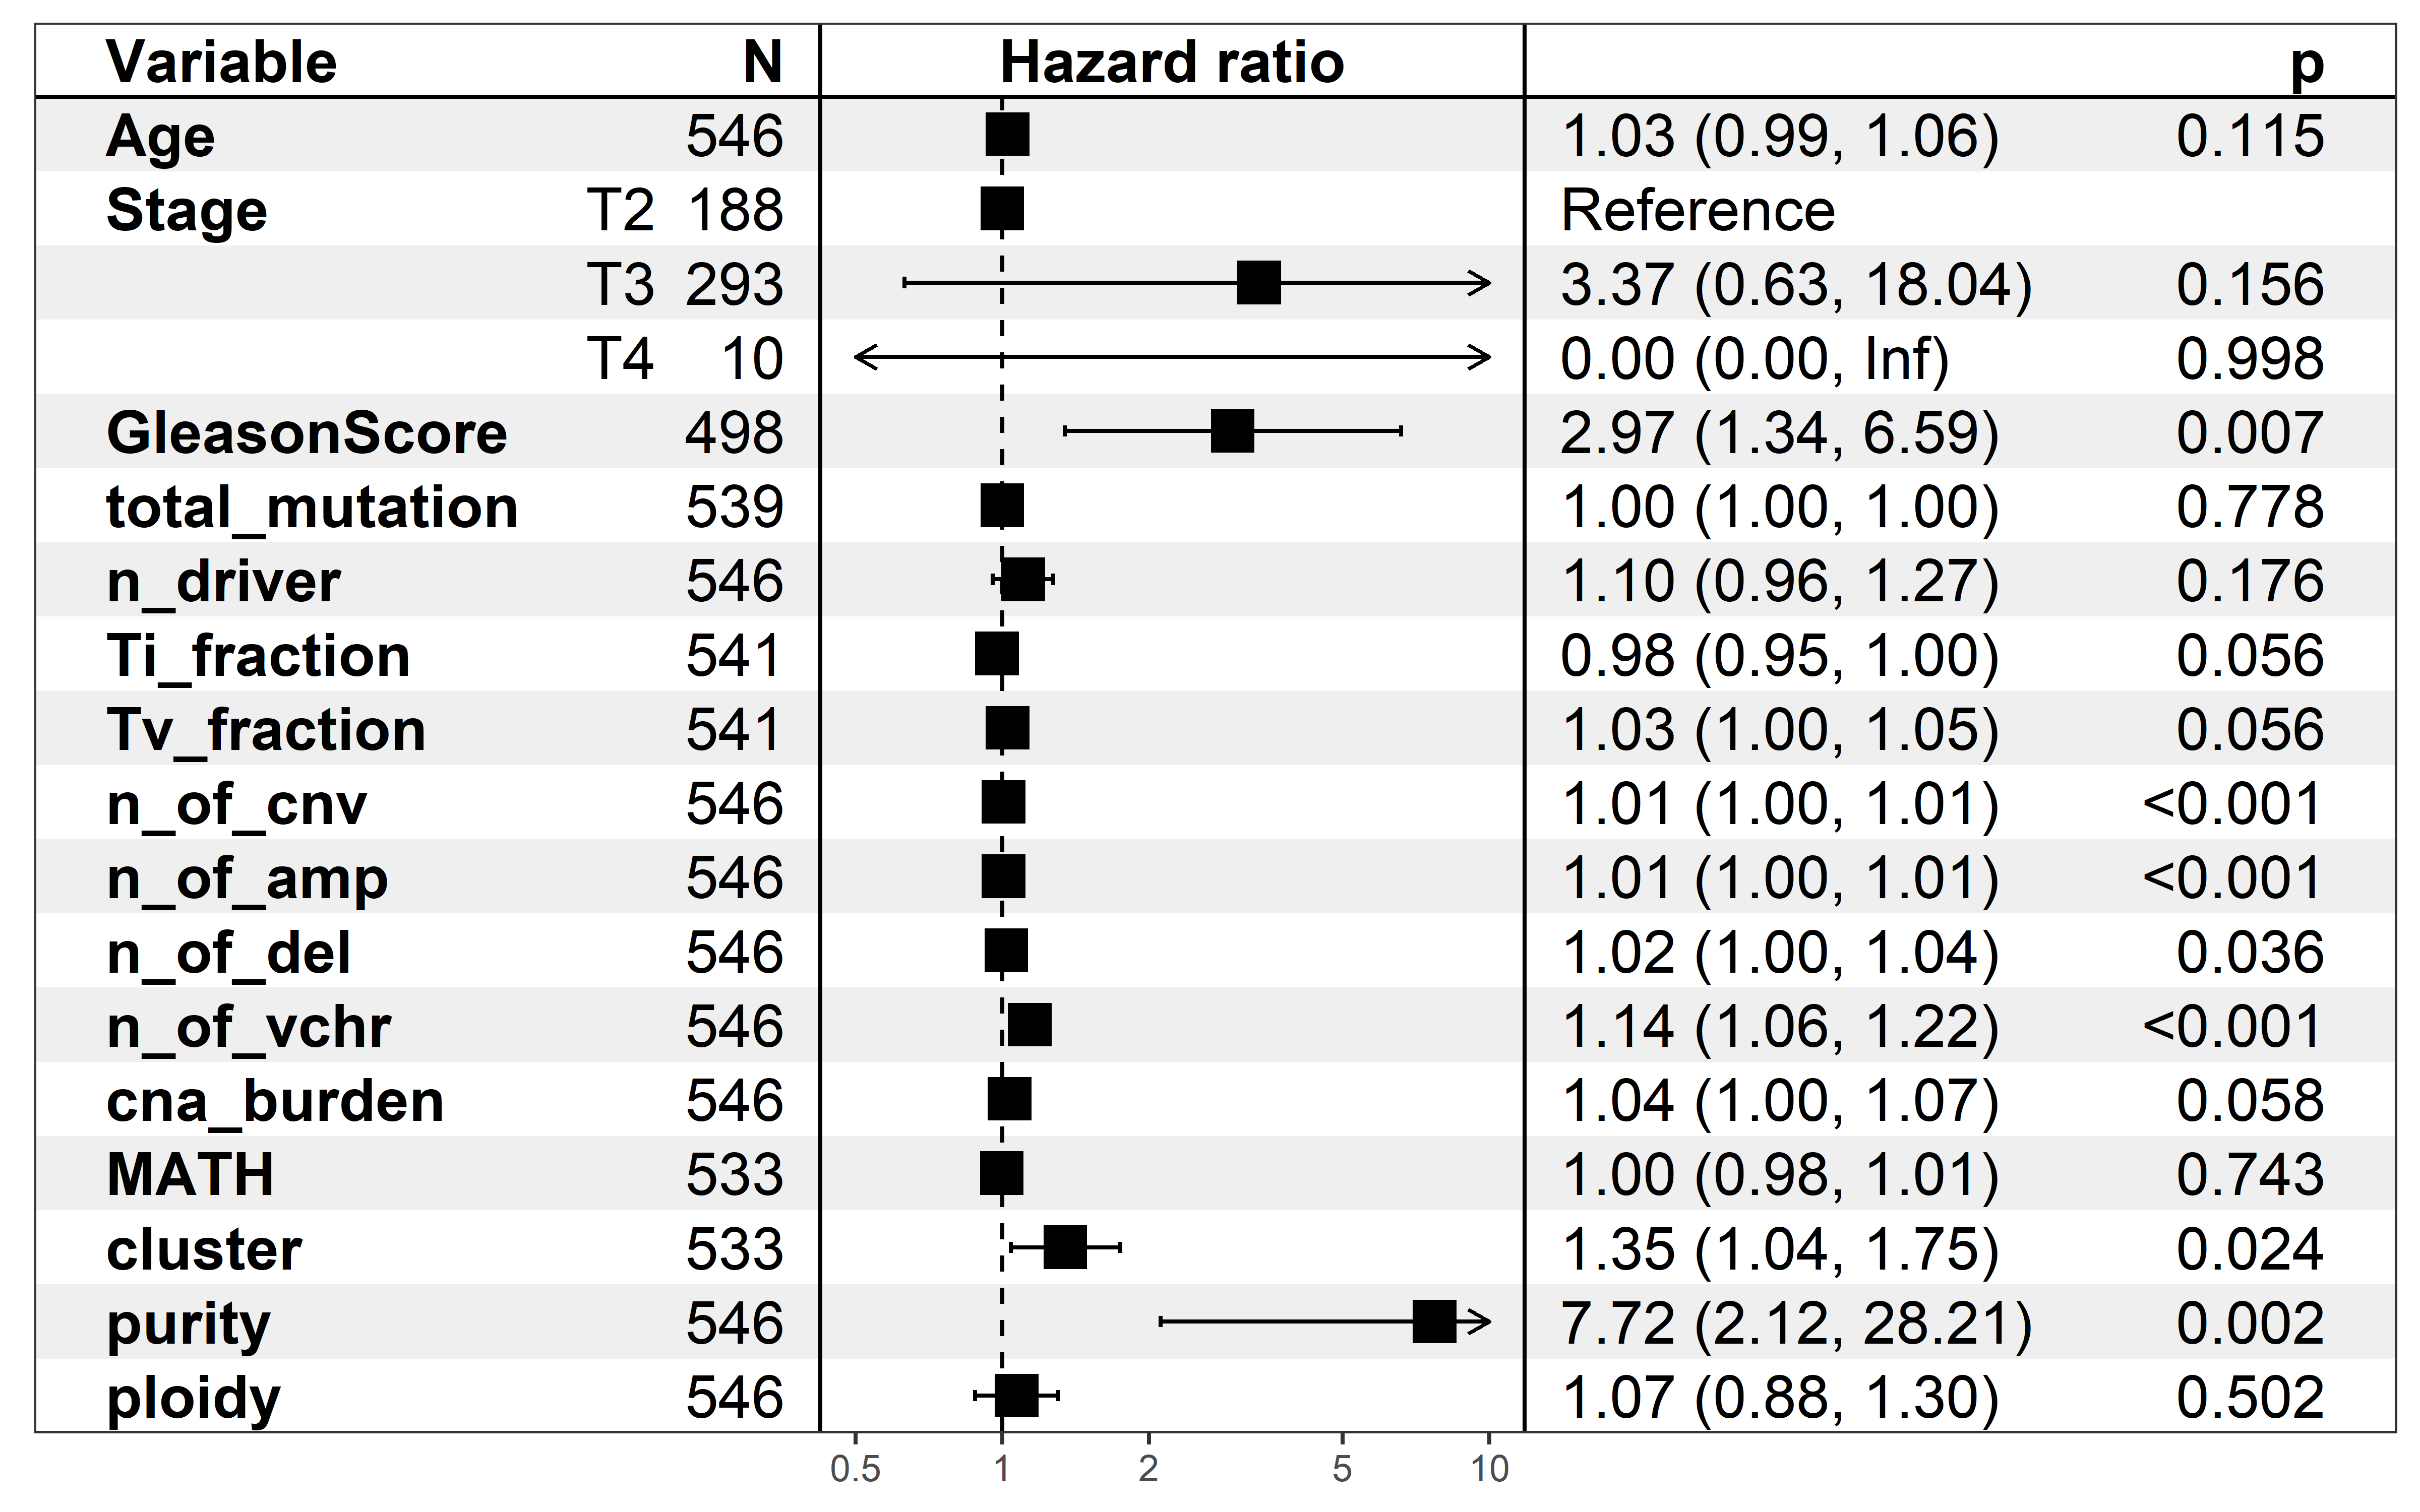 Variable N Hazard ratio p
Age 546 1.03 (0.99, 1.06) 0.115
Stage T2 188 Reference
T3 293 3.37 (0.63, 18.04) 0.156
T4 10 0.00 (0.00, Inf) 0.998
GleasonScore 498 2.97 (1.34, 6.59) 0.007
total_mutation 539 1.00 (1.00, 1.00) 0.778
n_driver 546 1.10 (0.96, 1.27) 0.176
Ti_fraction 541 0.98 (0.95, 1.00) 0.056
Tv_fraction 541 1.03 (1.00, 1.05) 0.056
n_of_cnv 546 1.01 (1.00, 1.01) <0.001
n_of_amp 546 1.01 (1.00, 1.01) <0.001
n_of_del 546 1.02 (1.00, 1.04) 0.036
n_of_vchr 546 1.14 (1.06, 1.22) <0.001
cna_burden 546 1.04 (1.00, 1.07) 0.058
MATH 533 1.00 (0.98, 1.01) 0.743
cluster 533 1.35 (1.04, 1.75) 0.024
purity 546 7.72 (2.12, 28.21) 0.002
ploidy 546 1.07 (0.88, 1.30) 0.502
0.5 1 2 5 10